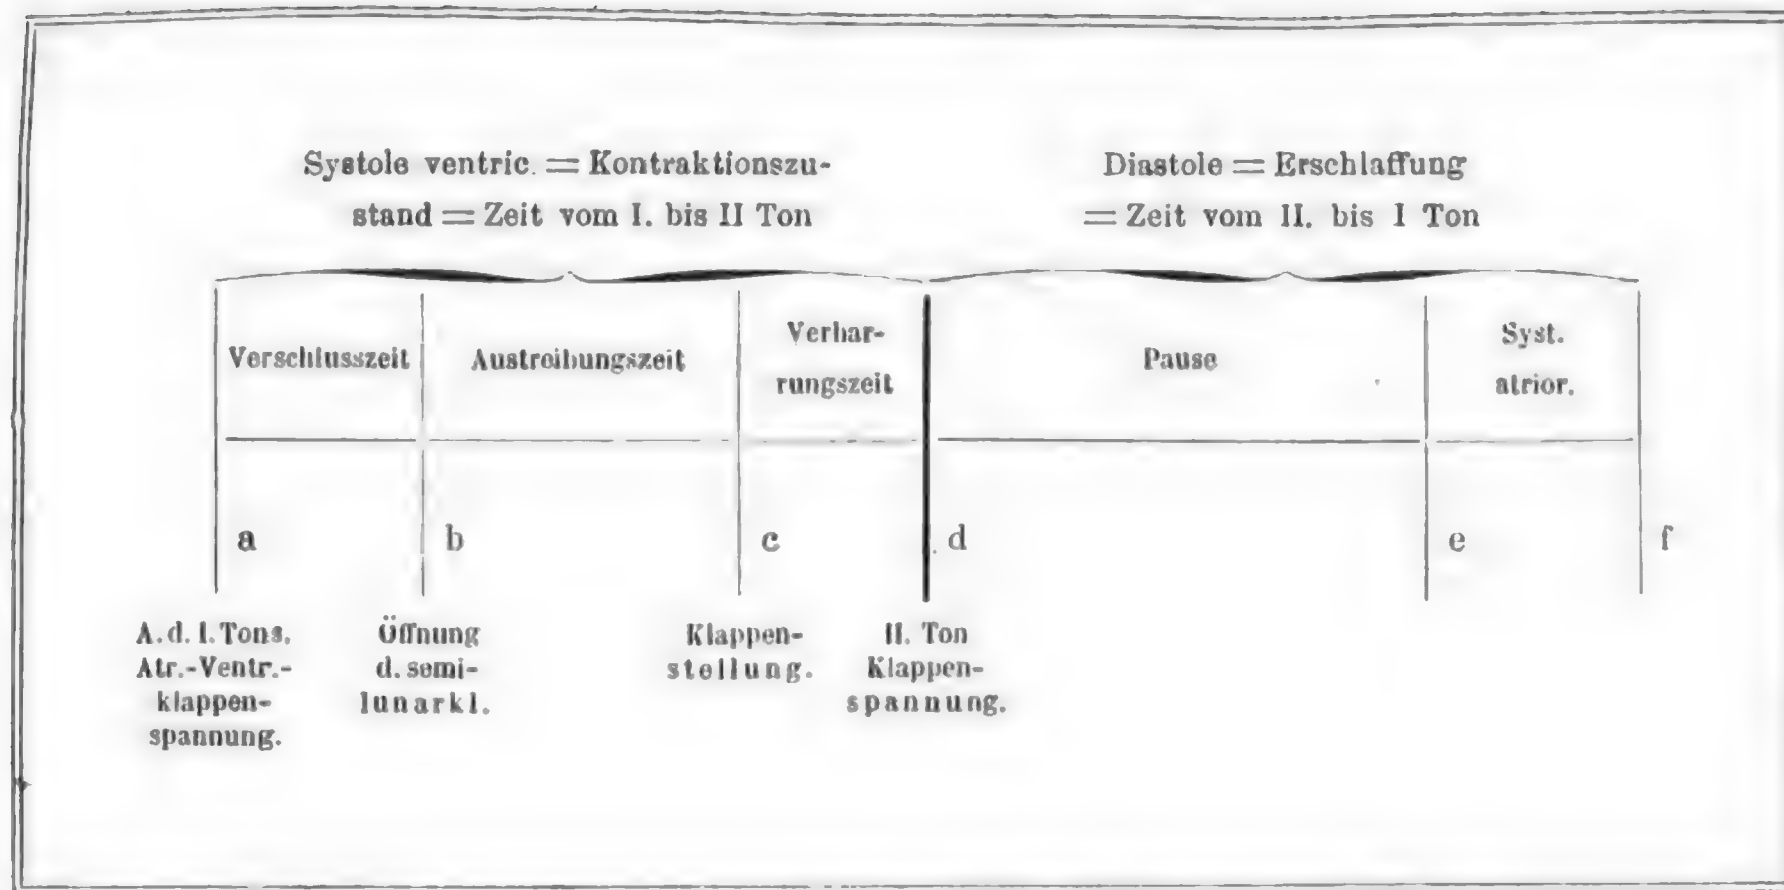 Systole ventric. = Kontraktionszu-
stand = Zeit vom I. bis II Ton
Diastole = Erschlaffung
= Zeit vom II. bis I Ton
Verschlusszeit
Austreibungszeit
Verhar-
rungszeit
Pause
Syst.
atrior.
a
b
c
d
e
f
A. d. I. Tons.
Atr.-Ventr.-
klappen-
spannung.
Öffnung
d. semi-
lunarkl.
Klappen-
stellung.
II. Ton
Klappen-
spannung.